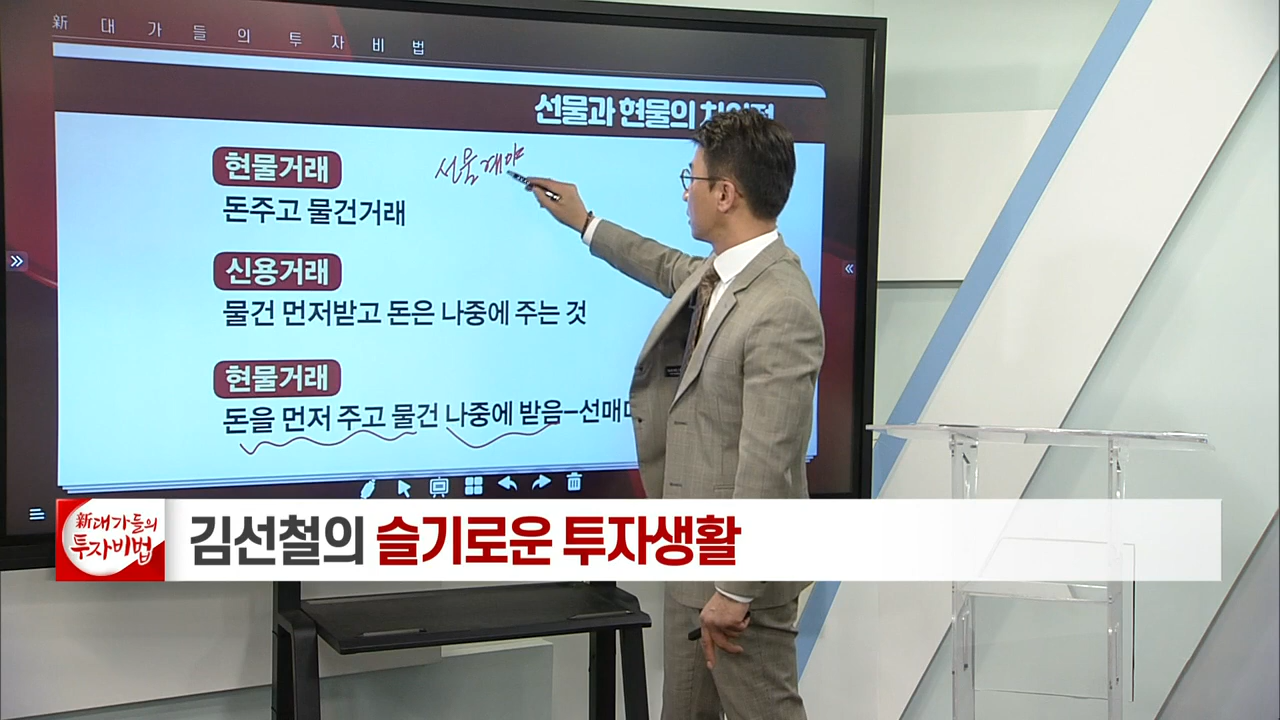 新대가들의 투자비법
선물과 현물의
현물거래
선물계약
돈주고 물건거래
신용거래
물건 먼저받고 돈은 나중에 주는 것
현물거래
돈을 먼저 주고 물건 나중에 받음-선매
新대가들의
투자비법
김선철의 슬기로운 투자생활